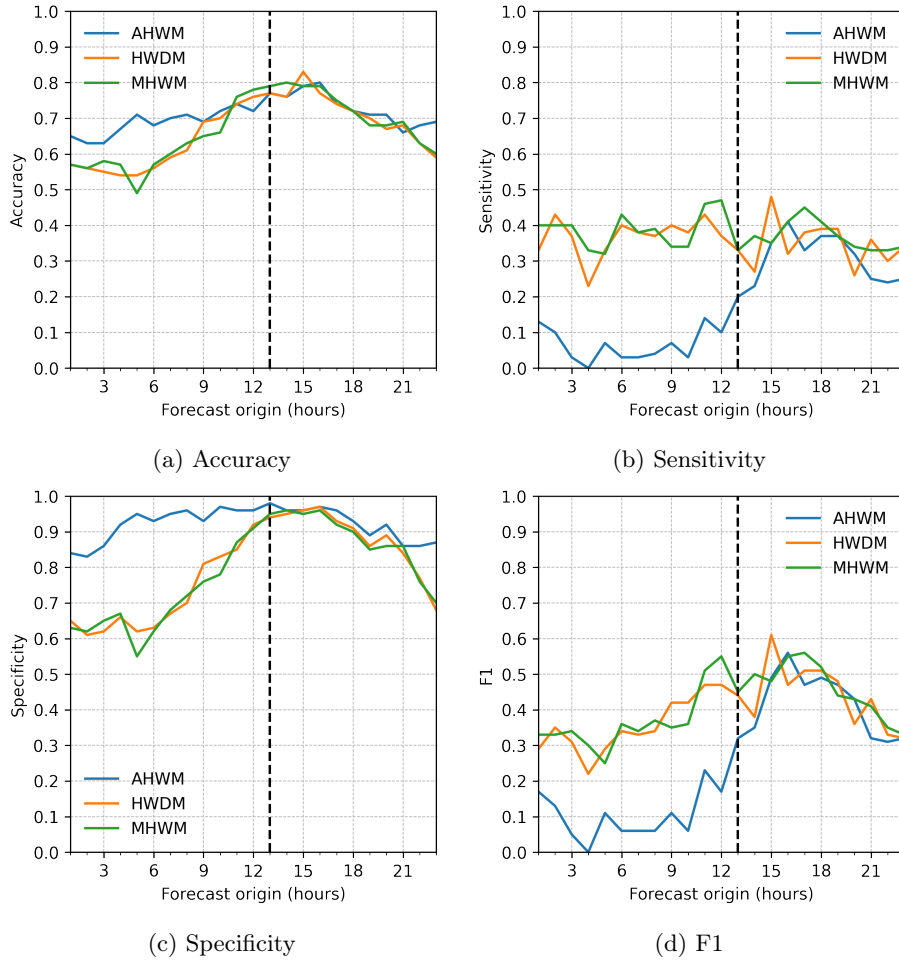 1.0
0.9
0.8
0.7
0.6
0.5
0.4
0.3
0.2
0.1
0.0
Accuracy
AHWM
HWDM
MHWM
3 6 9 12 15 18 21
Forecast origin (hours)
(a) Accuracy
1.0
0.9
0.8
0.7
0.6
0.5
0.4
0.3
0.2
0.1
0.0
Sensitivity
AHWM
HWDM
MHWM
3 6 9 12 15 18 21
Forecast origin (hours)
(b) Sensitivity
1.0
0.9
0.8
0.7
0.6
0.5
0.4
0.3
0.2
0.1
0.0
Specificity
AHWM
HWDM
MHWM
3 6 9 12 15 18 21
Forecast origin (hours)
(c) Specificity
1.0
0.9
0.8
0.7
0.6
0.5
0.4
0.3
0.2
0.1
0.0
F1
AHWM
HWDM
MHWM
3 6 9 12 15 18 21
Forecast origin (hours)
(d) F1